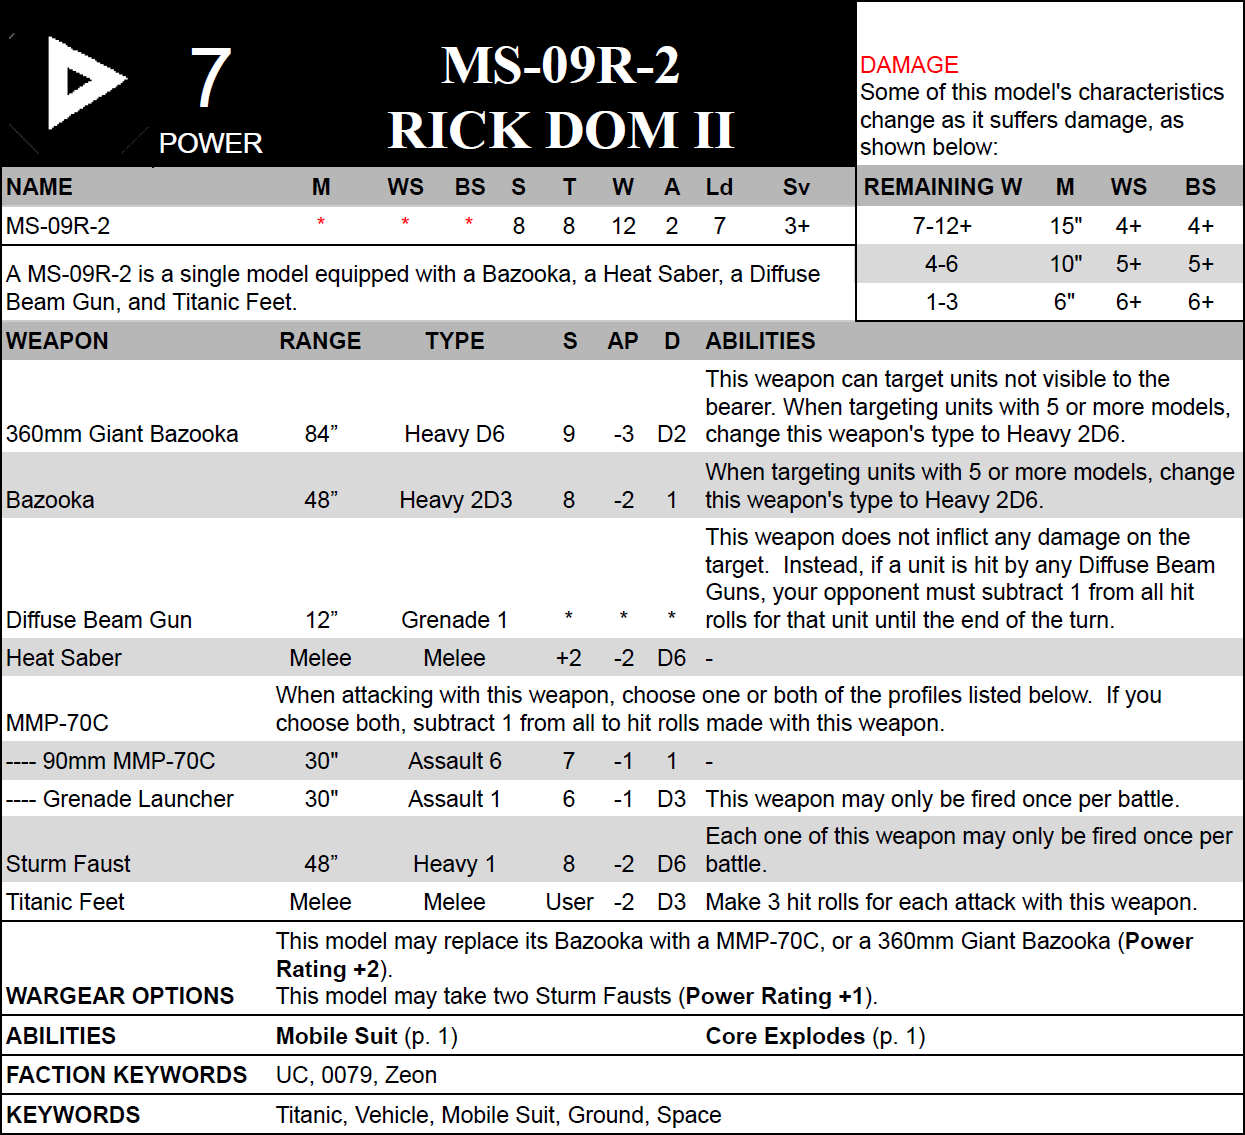 7
POWER
MS-09R-2
RICK DOM II
DAMAGE
Some of this model's characteristics
change as it suffers damage, as
shown below:
NAME M WS BS S T W A Ld Sv
MS-09R-2 * * * 8 8 12 2 7 3+
A MS-09R-2 is a single model equipped with a Bazooka, a Heat Saber, a Diffuse
Beam Gun, and Titanic Feet.
REMAINING W M WS BS
7-12+ 15" 4+ 4+
4-6 10" 5+ 5+
1-3 6" 6+ 6+
WEAPON RANGE TYPE S AP D ABILITIES
This weapon can target units not visible to the
bearer. When targeting units with 5 or more models,
360mm Giant Bazooka 84” Heavy D6 9 -3 D2 change this weapon's type to Heavy 2D6.
When targeting units with 5 or more models, change
Bazooka 48” Heavy 2D3 8 -2 1 this weapon's type to Heavy 2D6.
This weapon does not inflict any damage on the
target.  Instead, if a unit is hit by any Diffuse Beam
Guns, your opponent must subtract 1 from all hit
Diffuse Beam Gun 12” Grenade 1 * * * rolls for that unit until the end of the turn.
Heat Saber Melee Melee +2 -2 D6 -
When attacking with this weapon, choose one or both of the profiles listed below.  If you
MMP-70C choose both, subtract 1 from all to hit rolls made with this weapon.
---- 90mm MMP-70C 30" Assault 6 7 -1 1 -
---- Grenade Launcher 30" Assault 1 6 -1 D3 This weapon may only be fired once per battle.
Each one of this weapon may only be fired once per
Sturm Faust 48” Heavy 1 8 -2 D6 battle.
Titanic Feet Melee Melee User -2 D3 Make 3 hit rolls for each attack with this weapon.
This model may replace its Bazooka with a MMP-70C, or a 360mm Giant Bazooka (Power
Rating +2).
WARGEAR OPTIONS This model may take two Sturm Fausts (Power Rating +1).
ABILITIES Mobile Suit (p. 1) Core Explodes (p. 1)
FACTION KEYWORDS UC, 0079, Zeon
KEYWORDS Titanic, Vehicle, Mobile Suit, Ground, Space